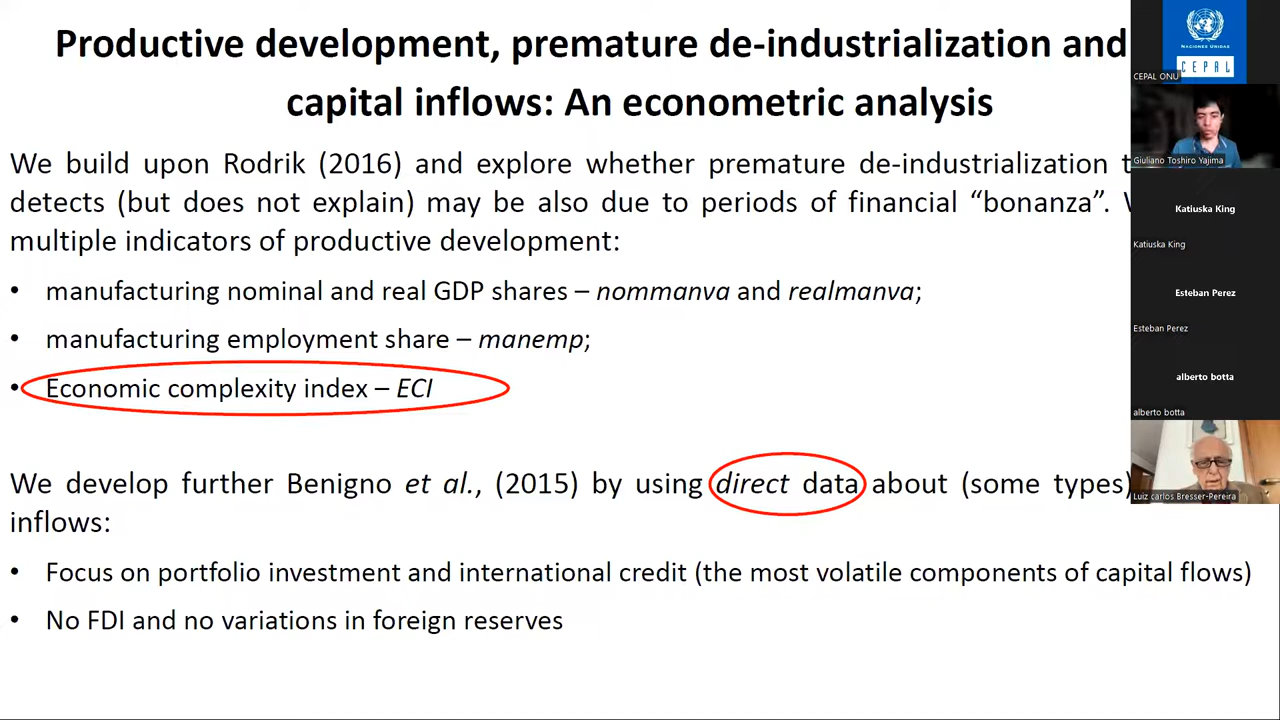 Productive development, premature de-industrialization and
capital inflows: An econometric analysis
We build upon Rodrik (2016) and explore whether premature de-industrialization
detects (but does not explain) may be also due to periods of financial “bonanza”.
multiple indicators of productive development:
• manufacturing nominal and real GDP shares – nommanva and realmanva;
• manufacturing employment share – manemp;
• Economic complexity index – ECI
We develop further Benigno et al., (2015) by using direct data about (some types)
inflows:
• Focus on portfolio investment and international credit (the most volatile components of capital flows)
• No FDI and no variations in foreign reserves
NACIONES UNIDAS
CEPAL
CEPAL ONU
Giuliano Toshiro Yajima
Katiuska King
Katiuska King
Esteban Perez
Esteban Perez
alberto botta
alberto botta
Luiz carlos Bresser-Pereira